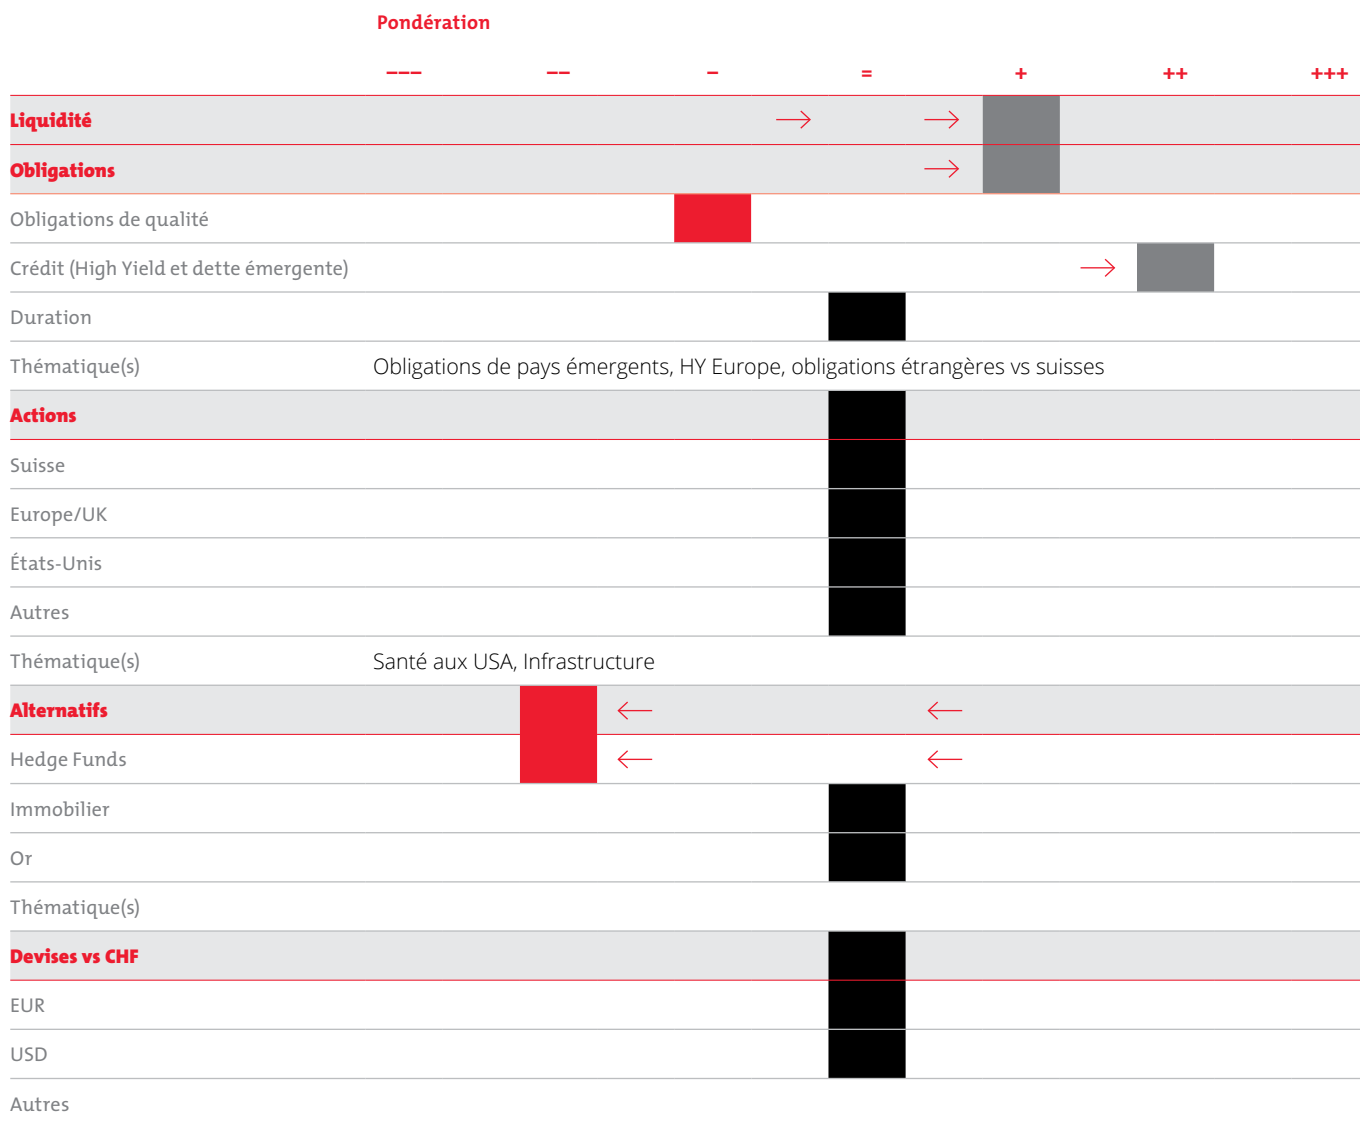 Pondération
––– –– – = + ++ +++
Liquidité → →
Obligations →
Obligations de qualité
Crédit (High Yield et dette émergente) →
Duration
Thématique(s) Obligations de pays émergents, HY Europe, obligations étrangères vs suisses
Actions
Suisse
Europe/UK
États-Unis
Autres
Thématique(s) Santé aux USA, Infrastructure
Alternatifs ← ←
Hedge Funds ← ←
Immobilier
Or
Thématique(s)
Devises vs CHF
EUR
USD
Autres